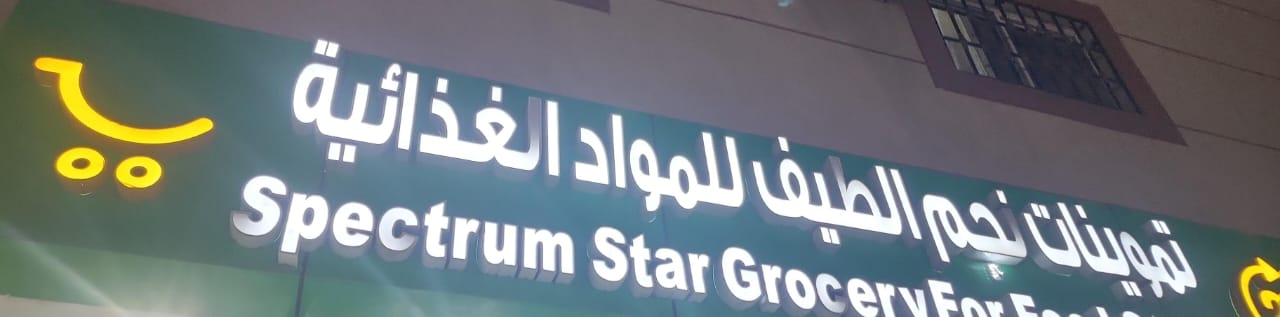 تموينات نجم الطيف للمواد الغذائية
Spectrum Star Grocery For